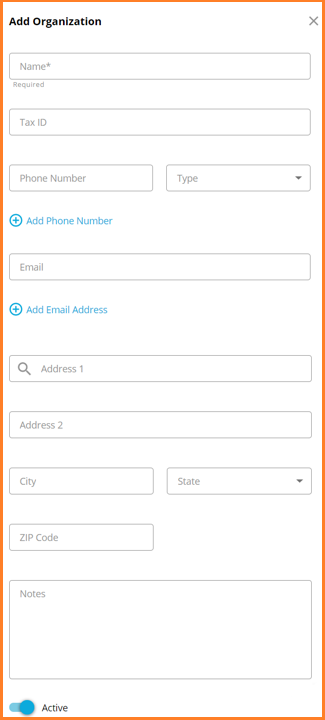 Add Organization
Name*
Required
Tax ID
Phone Number
Type
Add Phone Number
Email
Add Email Address
Address 1
Address 2
City
State
ZIP Code
Notes
Active